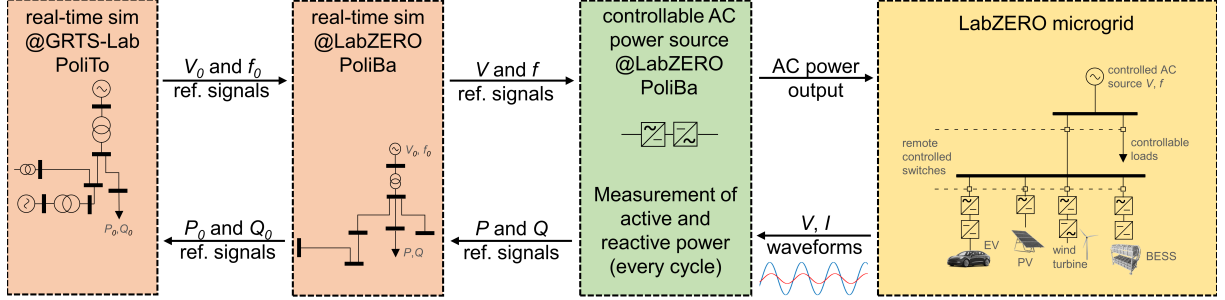 real-time sim
@GRTS-Lab
PoliTo
P₀,Q₀
V₀ and f₀
ref. signals
P₀ and Q₀
ref. signals
real-time sim
@LabZERO
PoliBa
V₀, f₀
P,Q
V and f
ref. signals
P and Q
ref. signals
controllable AC
power source
@LabZERO
PoliBa
Measurement of
active and
reactive power
(every cycle)
AC power
output
V, I
waveforms
LabZERO microgrid
controlled AC
source V, f
remote
controlled
switches
controllable
loads
EV
PV
wind
turbine
BESS